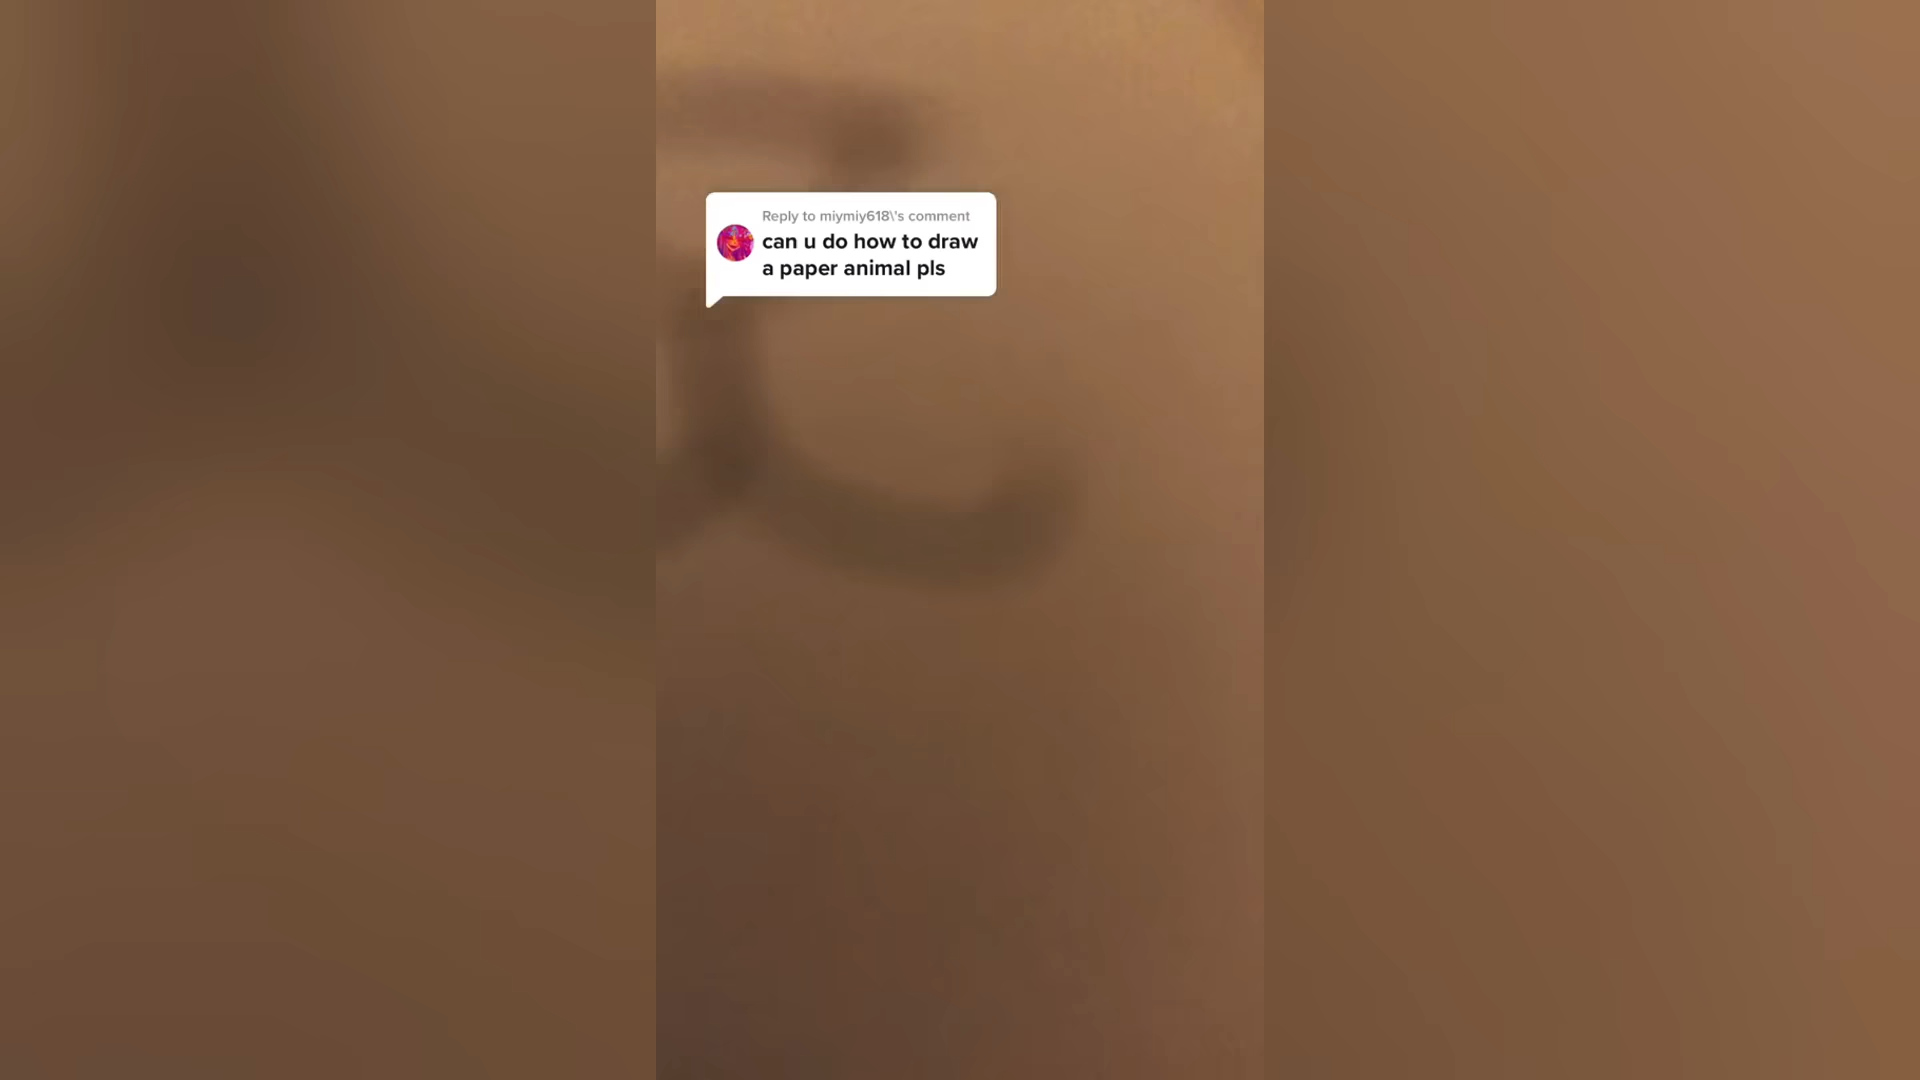 Reply to miymiy618\'s comment
can u do how to draw
a paper animal pls